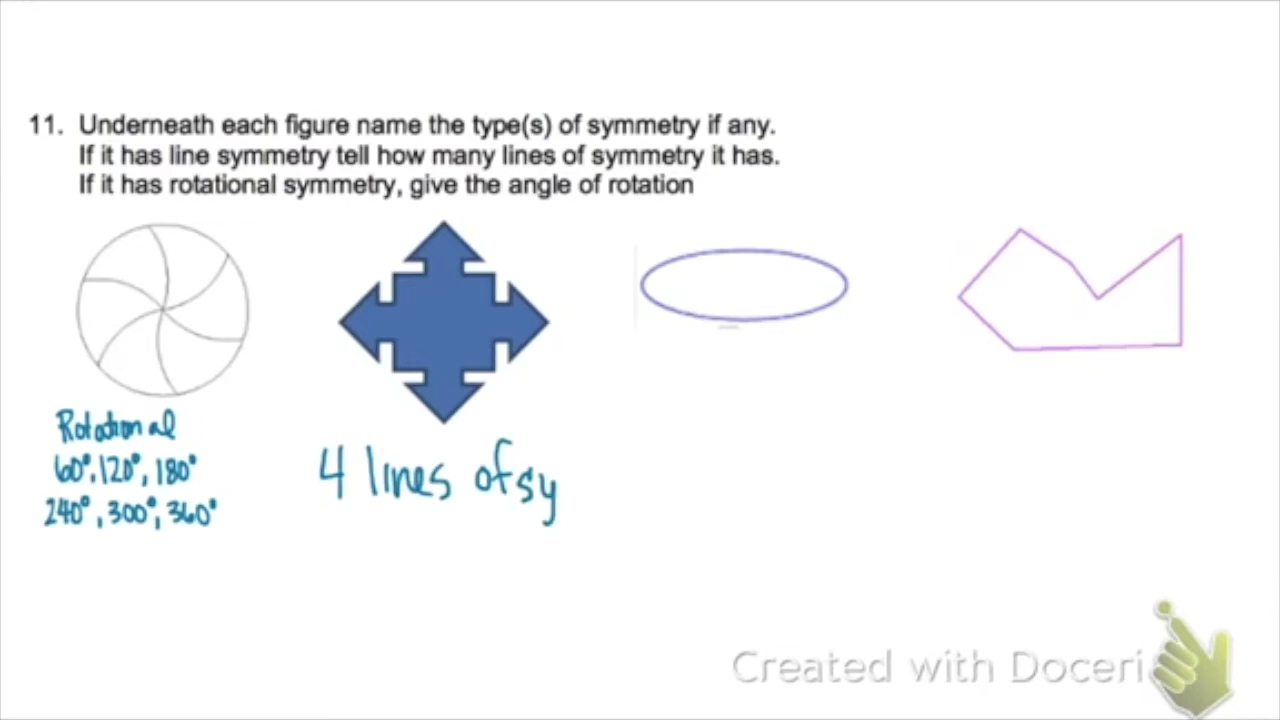 11. Underneath each figure name the type(s) of symmetry if any.
If it has line symmetry tell how many lines of symmetry it has.
If it has rotational symmetry, give the angle of rotation
Rotational
60°, 120°, 180°
240°, 300°, 360°
4 lines of sy
Created with Doceri